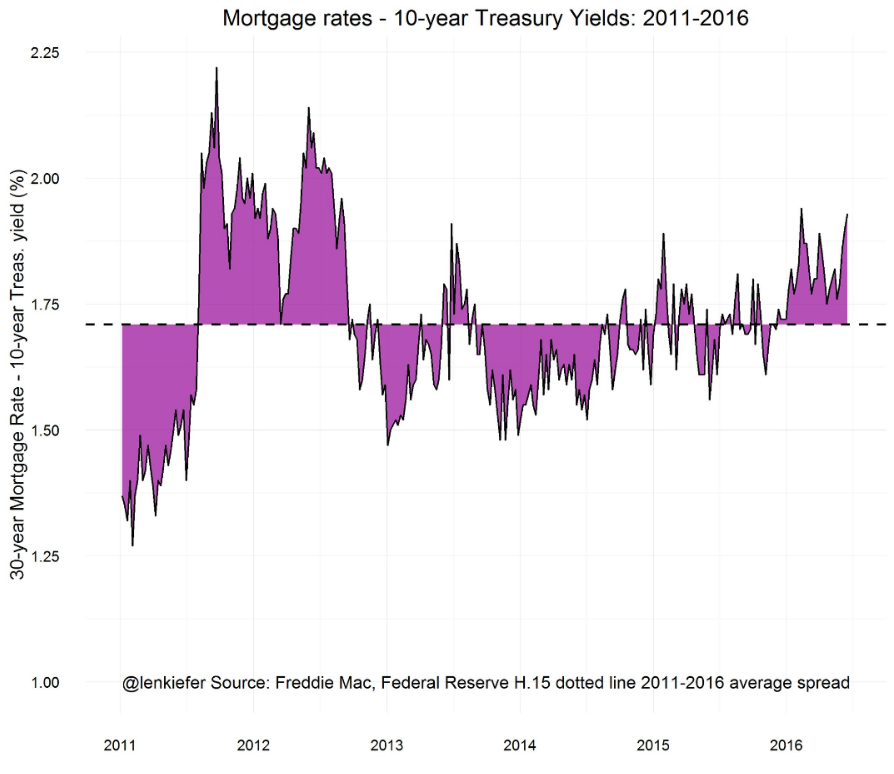 Mortgage rates - 10-year Treasury Yields: 2011-2016
30-year Mortgage Rate - 10-year Treas. yield (%)
2.25
2.00
1.75
1.50
1.25
1.00
@lenkiefer Source: Freddie Mac, Federal Reserve H.15 dotted line 2011-2016 average spread
2011 2012 2013 2014 2015 2016